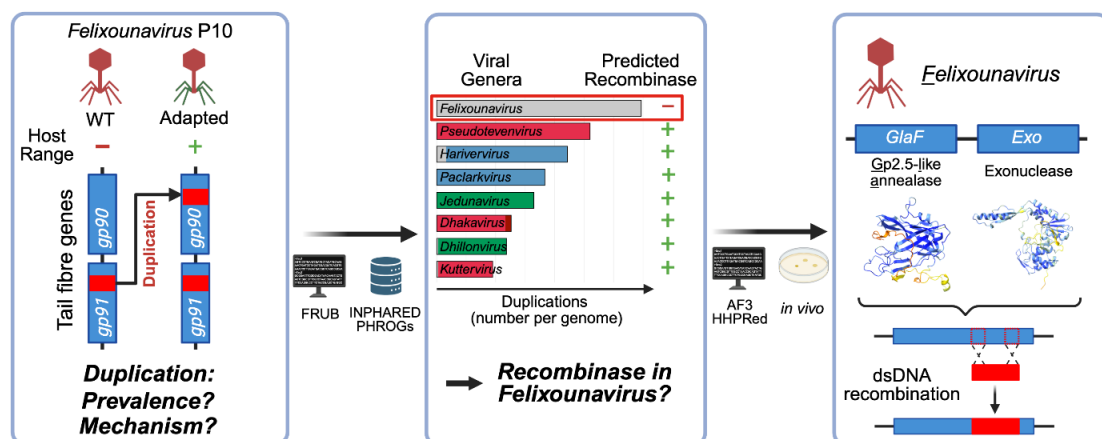 Felixounavirus P10
WT
Adapted
Host
Range
−
+
Tail fibre genes
gp90
gp91
Duplication
gp90
gp91
Duplication:
Prevalence?
Mechanism?
FRUB
INPHARED
PHROGs
Viral
Genera
Predicted
Recombinase
Felixounavirus −
Pseudotevenvirus +
Harivervirus +
Paclarkvirus +
Jedunavirus +
Dhakavirus +
Dhillonvirus +
Kuttervirus +
Duplications
(number per genome)
Recombinase in
Felixounavirus?
AF3
HHPRed
in vivo
Felixounavirus
GlaF
Exo
Gp2.5-like
annealase
Exonuclease
dsDNA
recombination